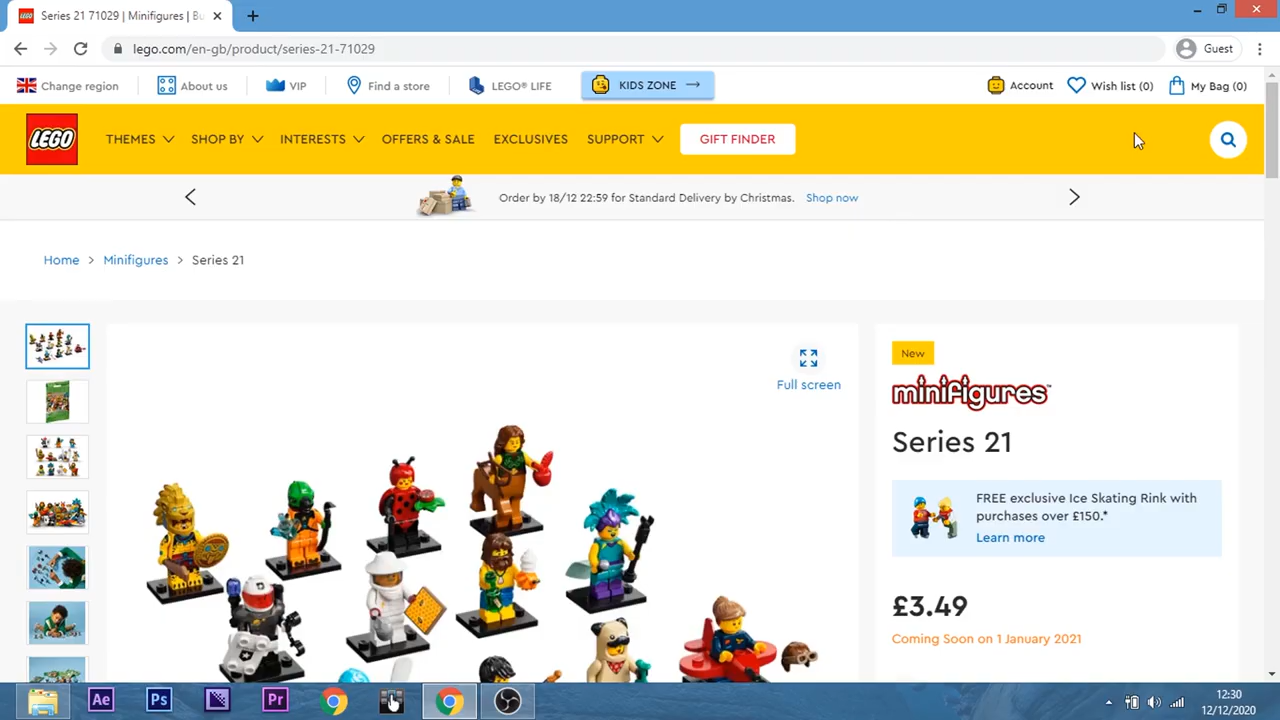 Series 21 71029 | Minifigures | Bu
lego.com/en-gb/product/series-21-71029
Guest
Change region
About us
VIP
Find a store
LEGO® LIFE
KIDS ZONE
Account
Wish list (0)
My Bag (0)
LEGO
THEMES
SHOP BY
INTERESTS
OFFERS & SALE
EXCLUSIVES
SUPPORT
GIFT FINDER
Order by 18/12 22:59 for Standard Delivery by Christmas. Shop now
Home > Minifigures > Series 21
Full screen
New
minifigures™
Series 21
FREE exclusive Ice Skating Rink with
purchases over £150.*
Learn more
£3.49
Coming Soon on 1 January 2021
Ae
Ps
Pr
12:30
12/12/2020